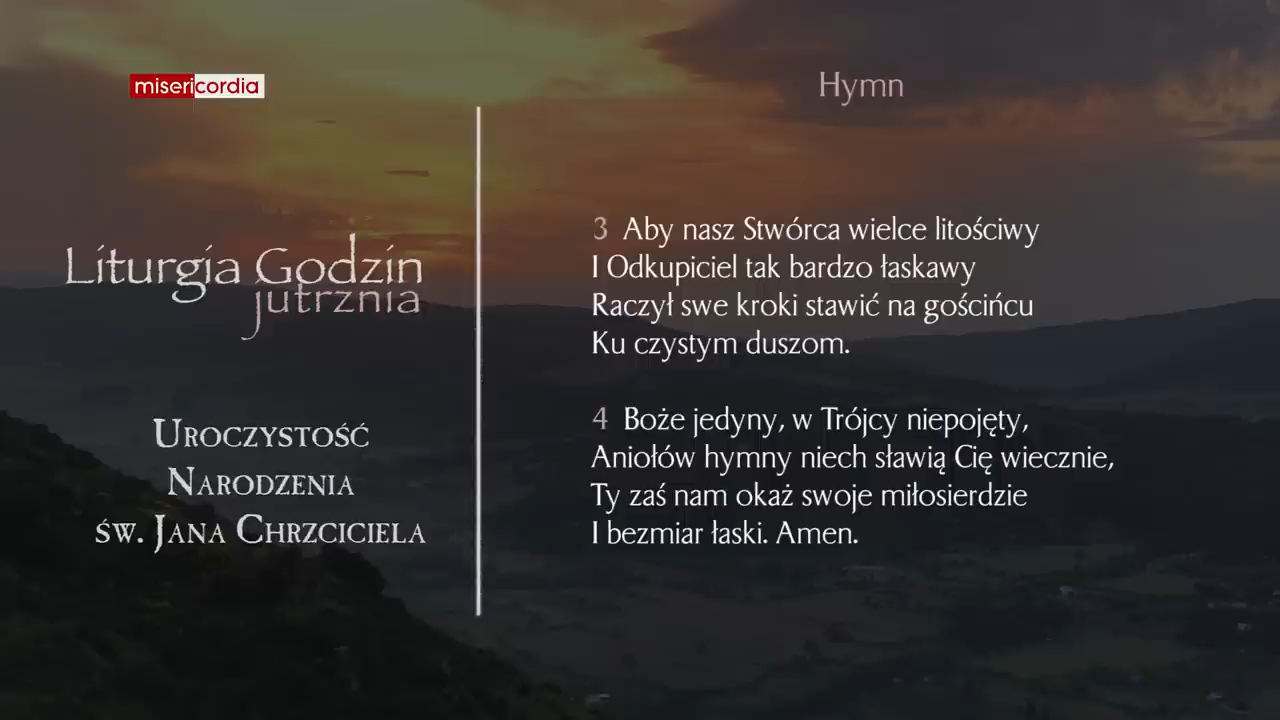 misericordia
Liturgia Godzin
jutrznia
Uroczystość
Narodzenia
św. Jana Chrzciciela
Hymn
3 Aby nasz Stwórca wielce litościwy
I Odkupiciel tak bardzo łaskawy
Raczył swe kroki stawić na gościńcu
Ku czystym duszom.
4 Boże jedyny, w Trójcy niepojęty,
Aniołów hymny niech sławią Cię wiecznie,
Ty zaś nam okaż swoje miłosierdzie
I bezmiar łaski. Amen.